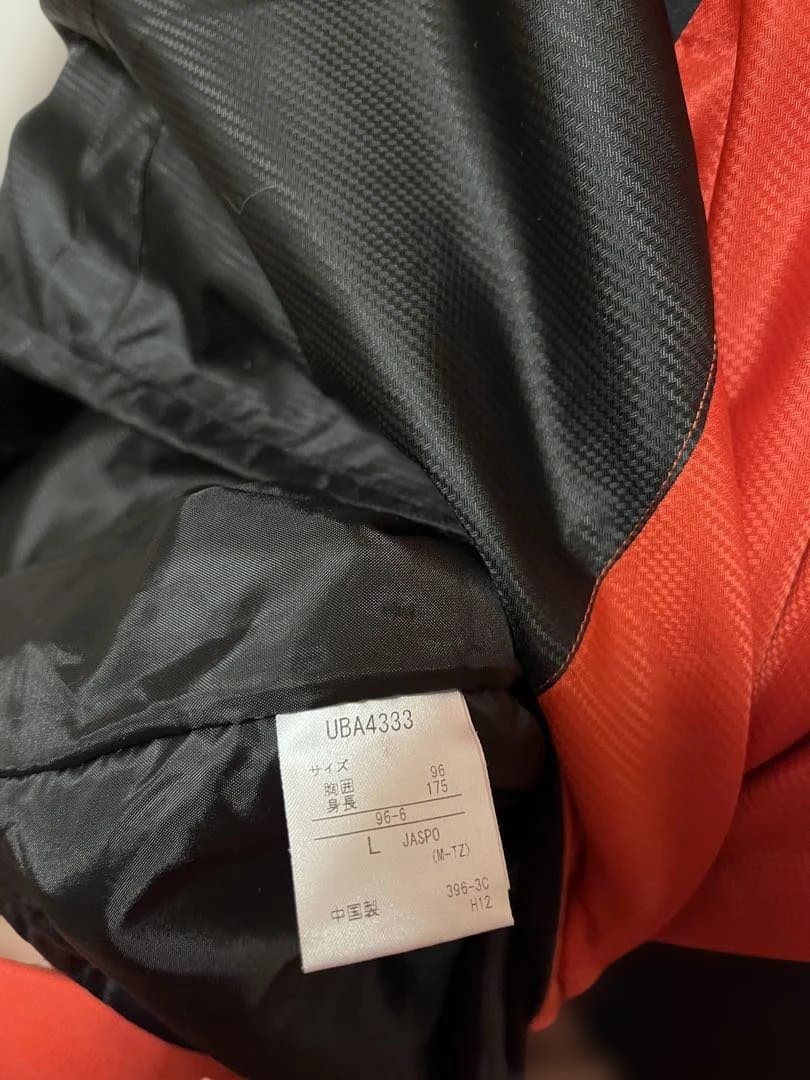 UBA4333
サイズ
胸囲 96
身長 175
96-6
L JASPO
(M-TZ)
396-3C
中国製 H12